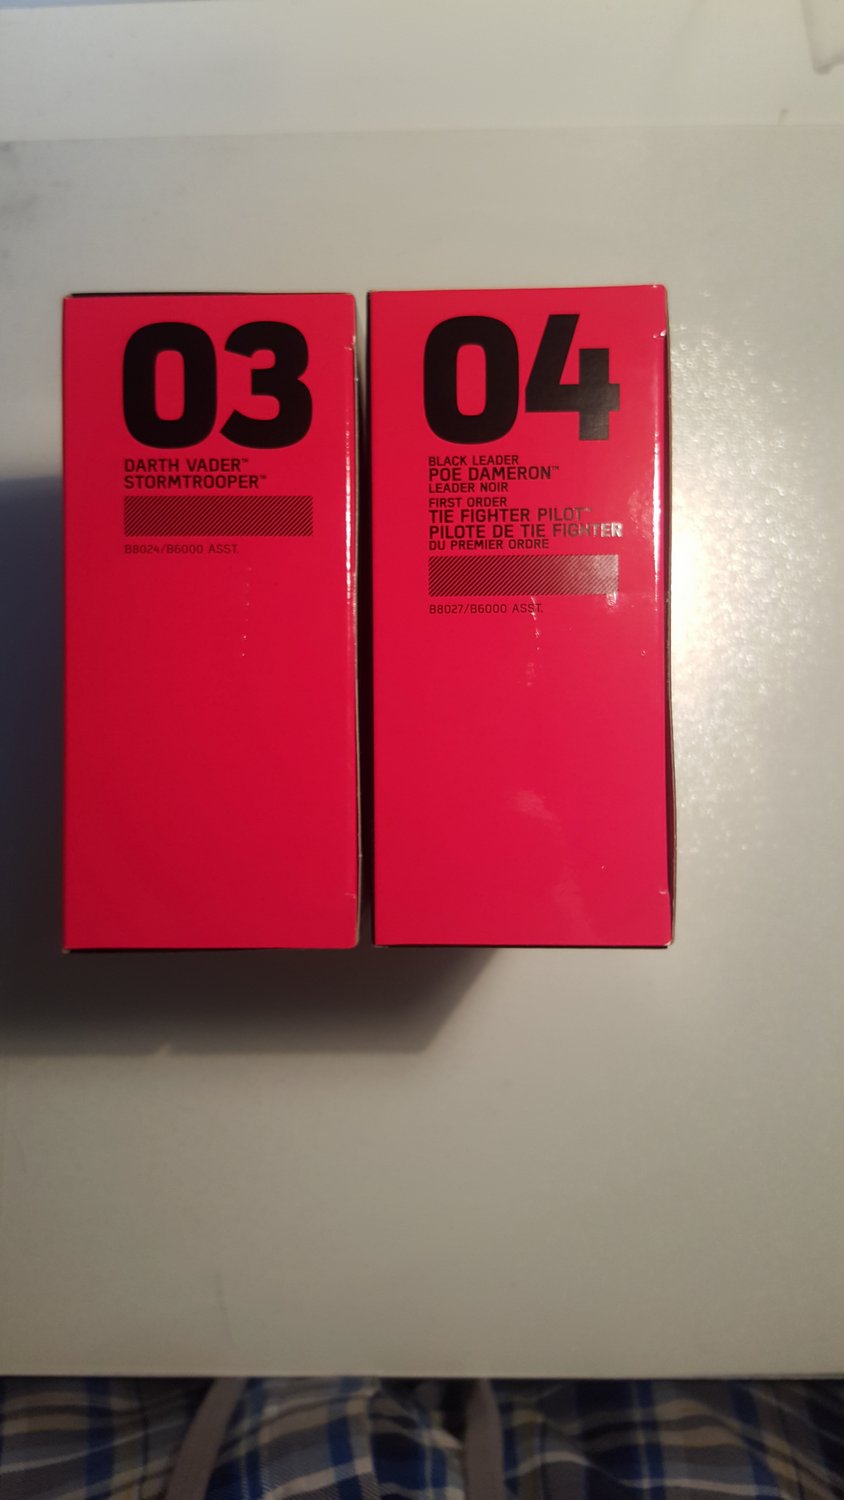 03
DARTH VADER™
STORMTROOPER™
B8024/B6000 ASST.
04
BLACK LEADER
POE DAMERON™
LEADER NOIR
FIRST ORDER
TIE FIGHTER PILOT™
PILOTE DE TIE FIGHTER
DU PREMIER ORDRE
B8027/B6000 ASST.